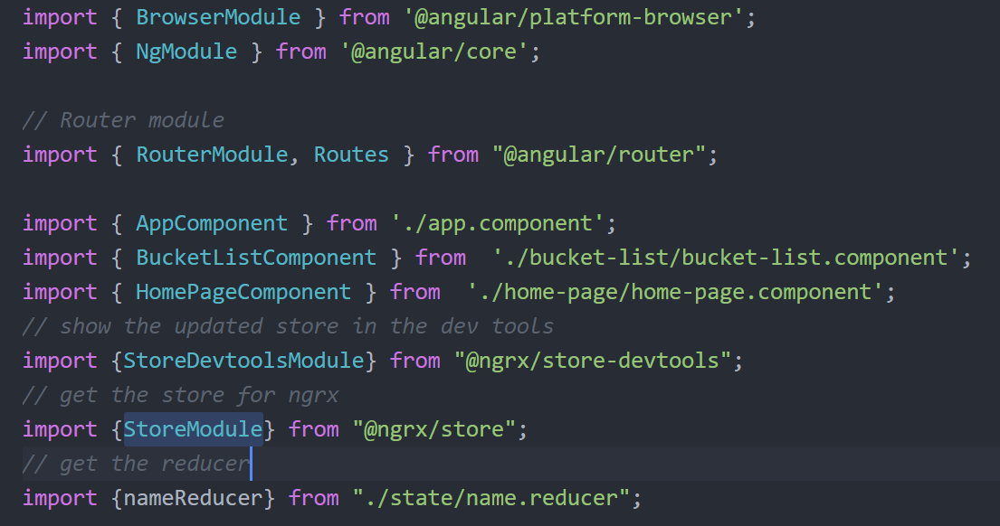 import { BrowserModule } from '@angular/platform-browser';
import { NgModule } from '@angular/core';
// Router module
import { RouterModule, Routes } from "@angular/router";
import { AppComponent } from './app.component';
import { BucketListComponent } from  './bucket-list/bucket-list.component';
import { HomePageComponent } from  './home-page/home-page.component';
// show the updated store in the dev tools
import {StoreDevtoolsModule} from "@ngrx/store-devtools";
// get the store for ngrx
import {StoreModule} from "@ngrx/store";
// get the reducer
import {nameReducer} from "./state/name.reducer";